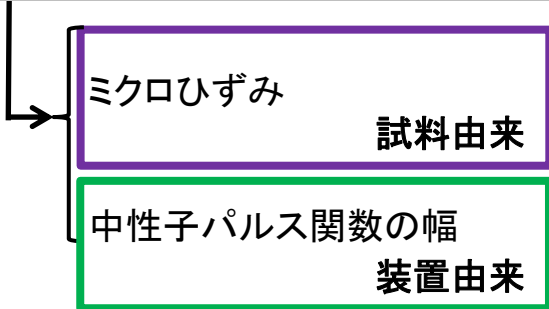 ミクロひずみ
試料由来
中性子パルス関数の幅
装置由来